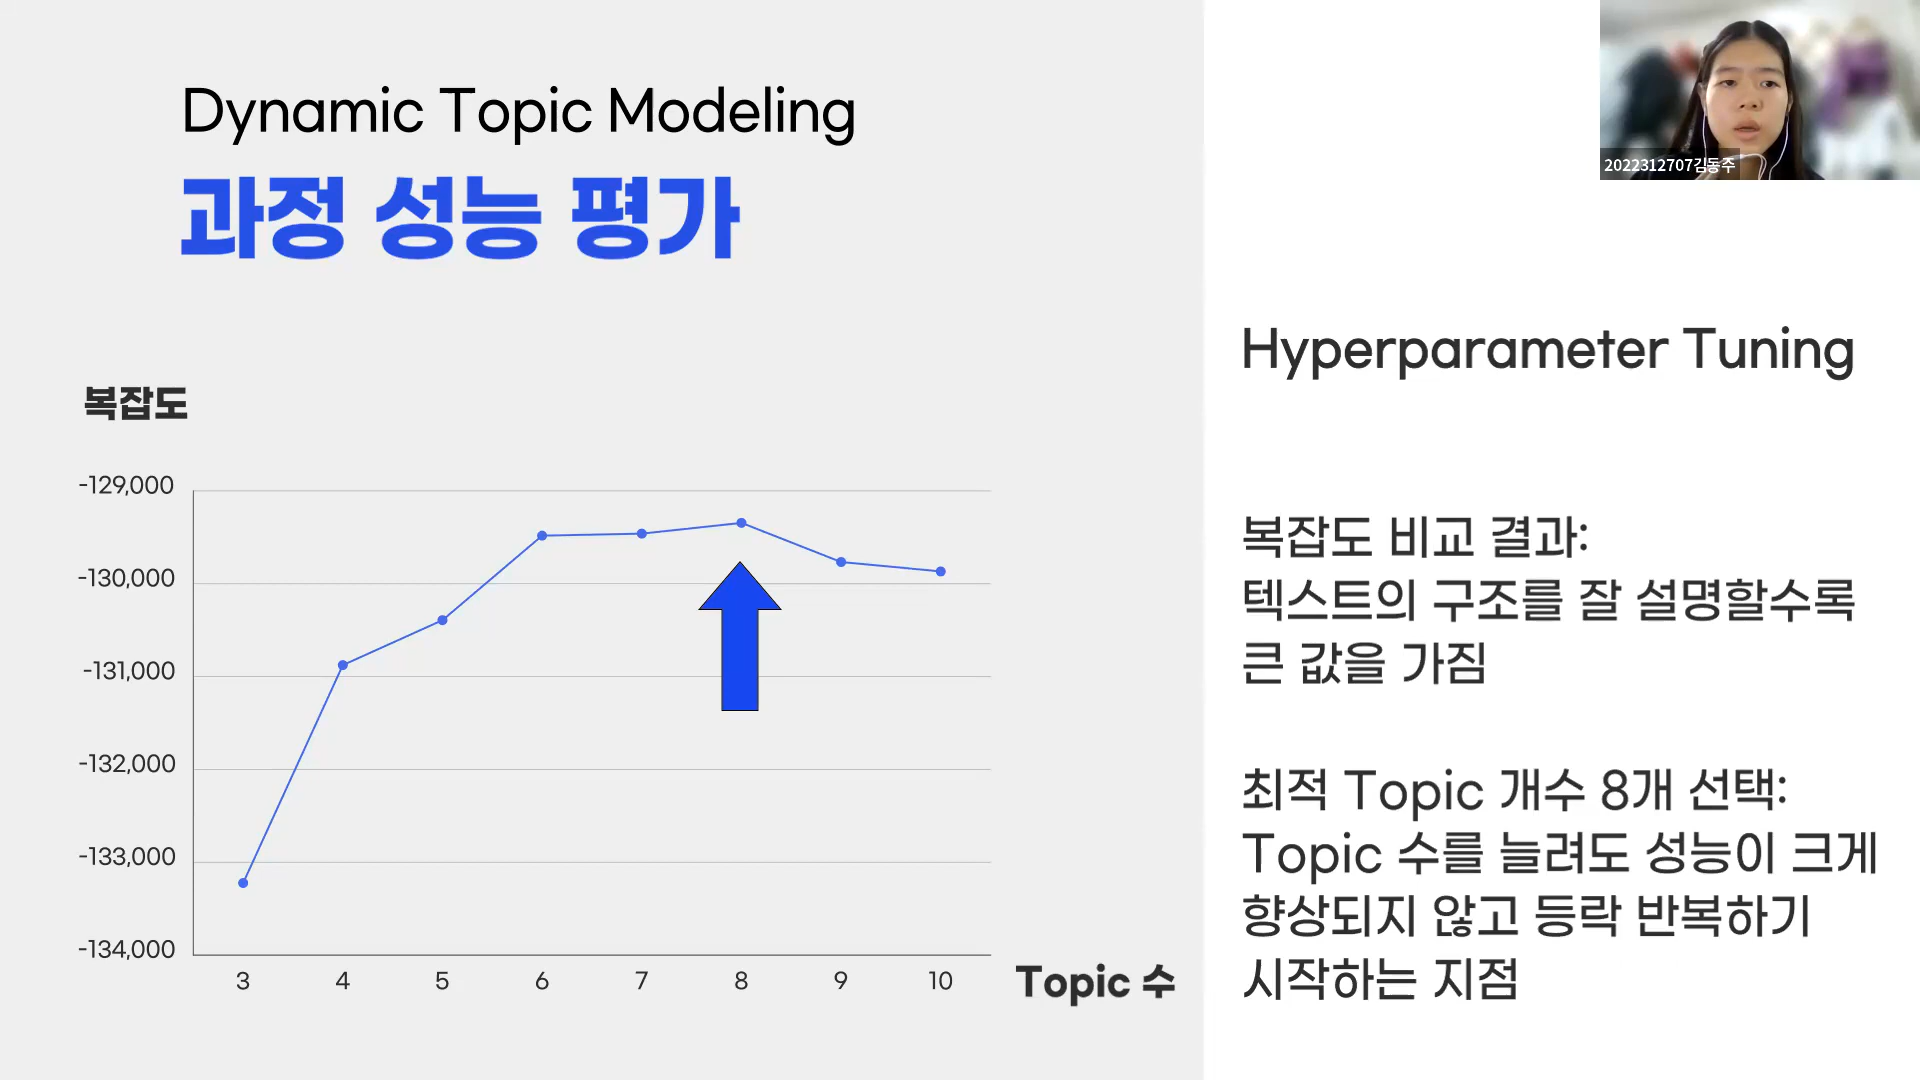 Dynamic Topic Modeling
과정 성능 평가
2022312707김동주
Hyperparameter Tuning
복잡도
-129,000
-130,000
-131,000
-132,000
-133,000
-134,000
3 4 5 6 7 8 9 10
Topic 수
복잡도 비교 결과:
텍스트의 구조를 잘 설명할수록
큰 값을 가짐
최적 Topic 개수 8개 선택:
Topic 수를 늘려도 성능이 크게
향상되지 않고 등락 반복하기
시작하는 지점